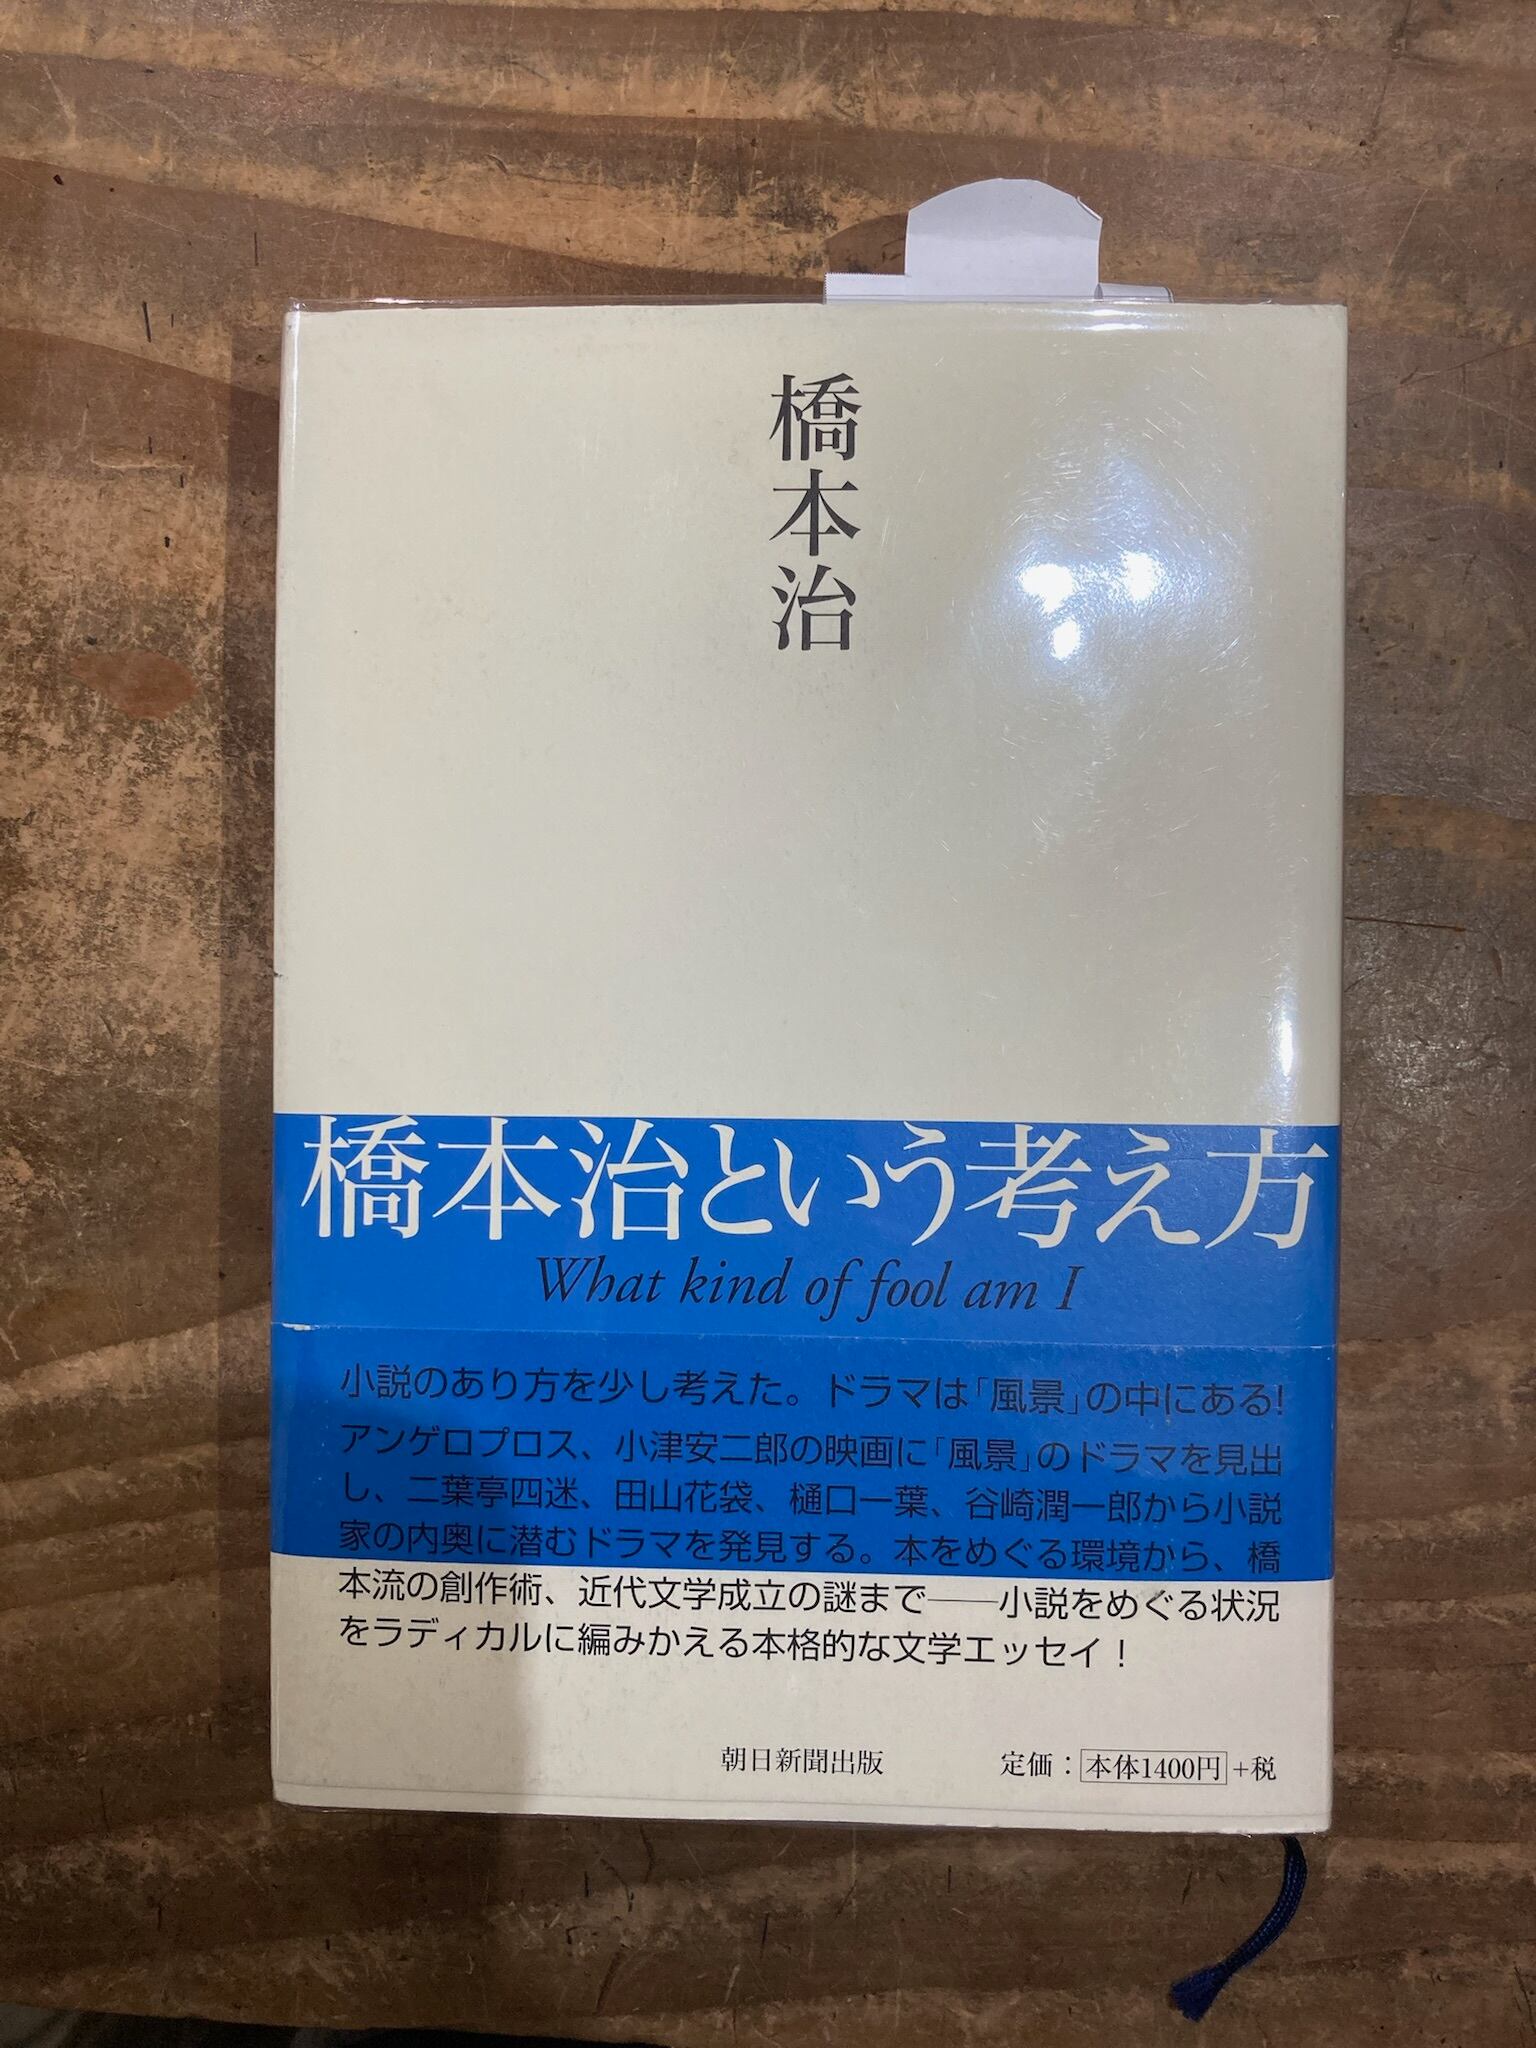 橋本治
橋本治という考え方
What kind of fool am I
小説のあり方を少し考えた。ドラマは「風景」の中にある!
アンゲロプロス、小津安二郎の映画に「風景」のドラマを見出
し、二葉亭四迷、田山花袋、樋口一葉、谷崎潤一郎から小説
家の内奥に潜むドラマを発見する。本をめぐる環境から、橋
本流の創作術、近代文学成立の謎まで――小説をめぐる状況
をラディカルに編みかえる本格的な文学エッセイ！
朝日新聞出版
定価：本体1400円+税